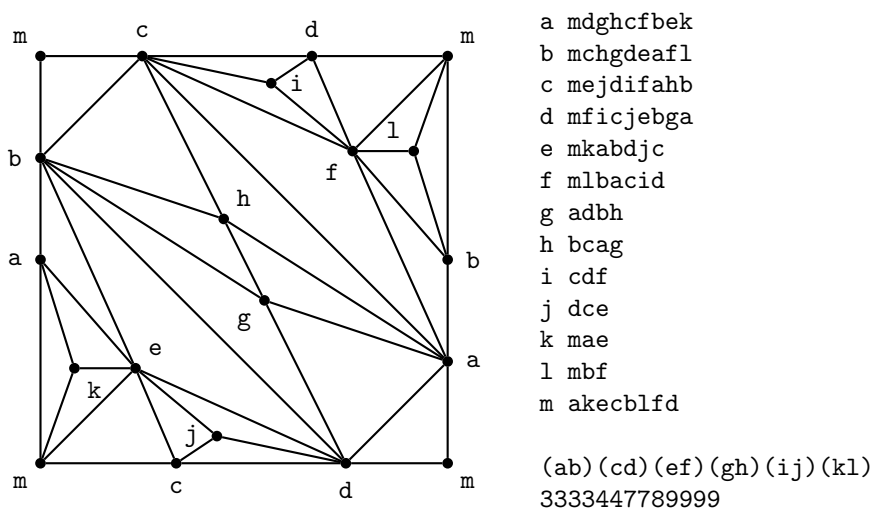 m c d m
i
l
f
b h
a b
g
e a
k
j
m c d m
a mdghcfbek
b mchgdeafl
c mejdifahb
d mficjebga
e mkabdjc
f mlbacid
g adbh
h bcag
i cdf
j dce
k mae
l mbf
m akecblfd
(ab)(cd)(ef)(gh)(ij)(kl)
3333447789999